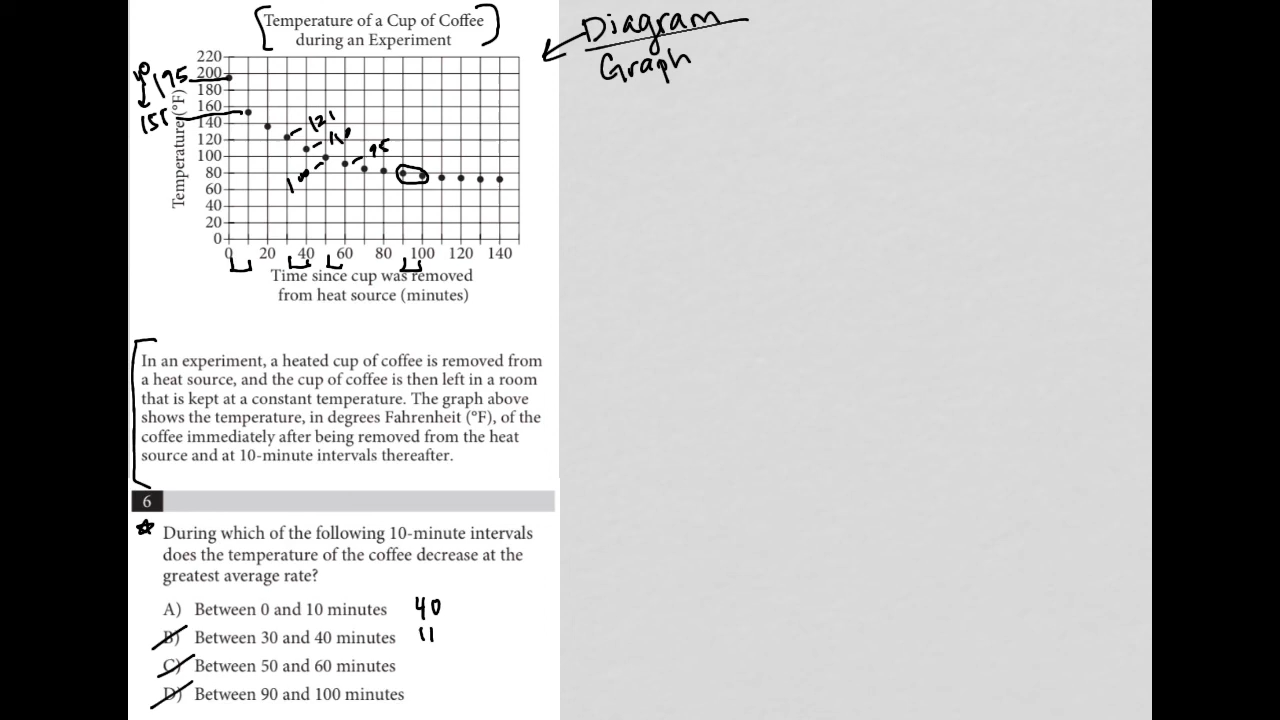 Temperature of a Cup of Coffee
during an Experiment
Diagram
Graph
220
200
180
160
140
120
100
80
60
40
20
0
Temperature (°F)
40
195
155
121
110
100
95
0 20 40 60 80 100 120 140
Time since cup was removed
from heat source (minutes)
In an experiment, a heated cup of coffee is removed from
a heat source, and the cup of coffee is then left in a room
that is kept at a constant temperature. The graph above
shows the temperature, in degrees Fahrenheit (°F), of the
coffee immediately after being removed from the heat
source and at 10-minute intervals thereafter.
6
During which of the following 10-minute intervals
does the temperature of the coffee decrease at the
greatest average rate?
A) Between 0 and 10 minutes 40
B) Between 30 and 40 minutes 11
C) Between 50 and 60 minutes
D) Between 90 and 100 minutes